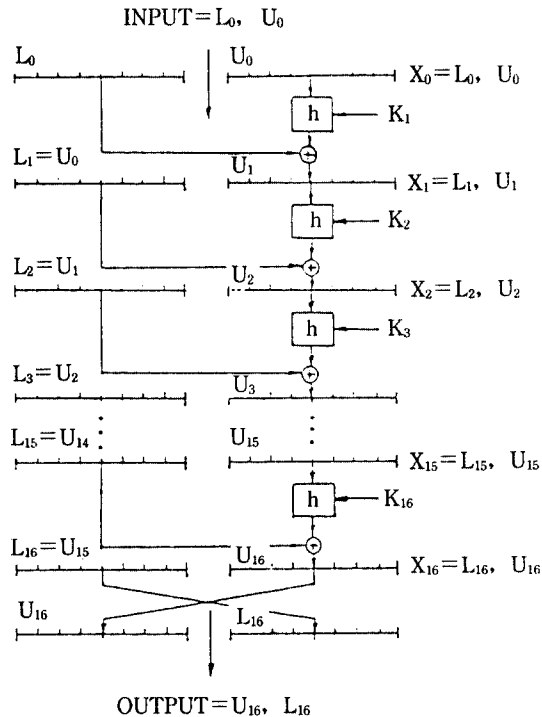 INPUT=L₀, U₀
L₀ U₀ X₀=L₀, U₀
h K₁
L₁=U₀ U₁ X₁=L₁, U₁
h K₂
L₂=U₁ U₂ X₂=L₂, U₂
h K₃
L₃=U₂ U₃
L₁₅=U₁₄ U₁₅ X₁₅=L₁₅, U₁₅
h K₁₆
L₁₆=U₁₅ U₁₆ X₁₆=L₁₆, U₁₆
U₁₆ L₁₆
OUTPUT=U₁₆, L₁₆